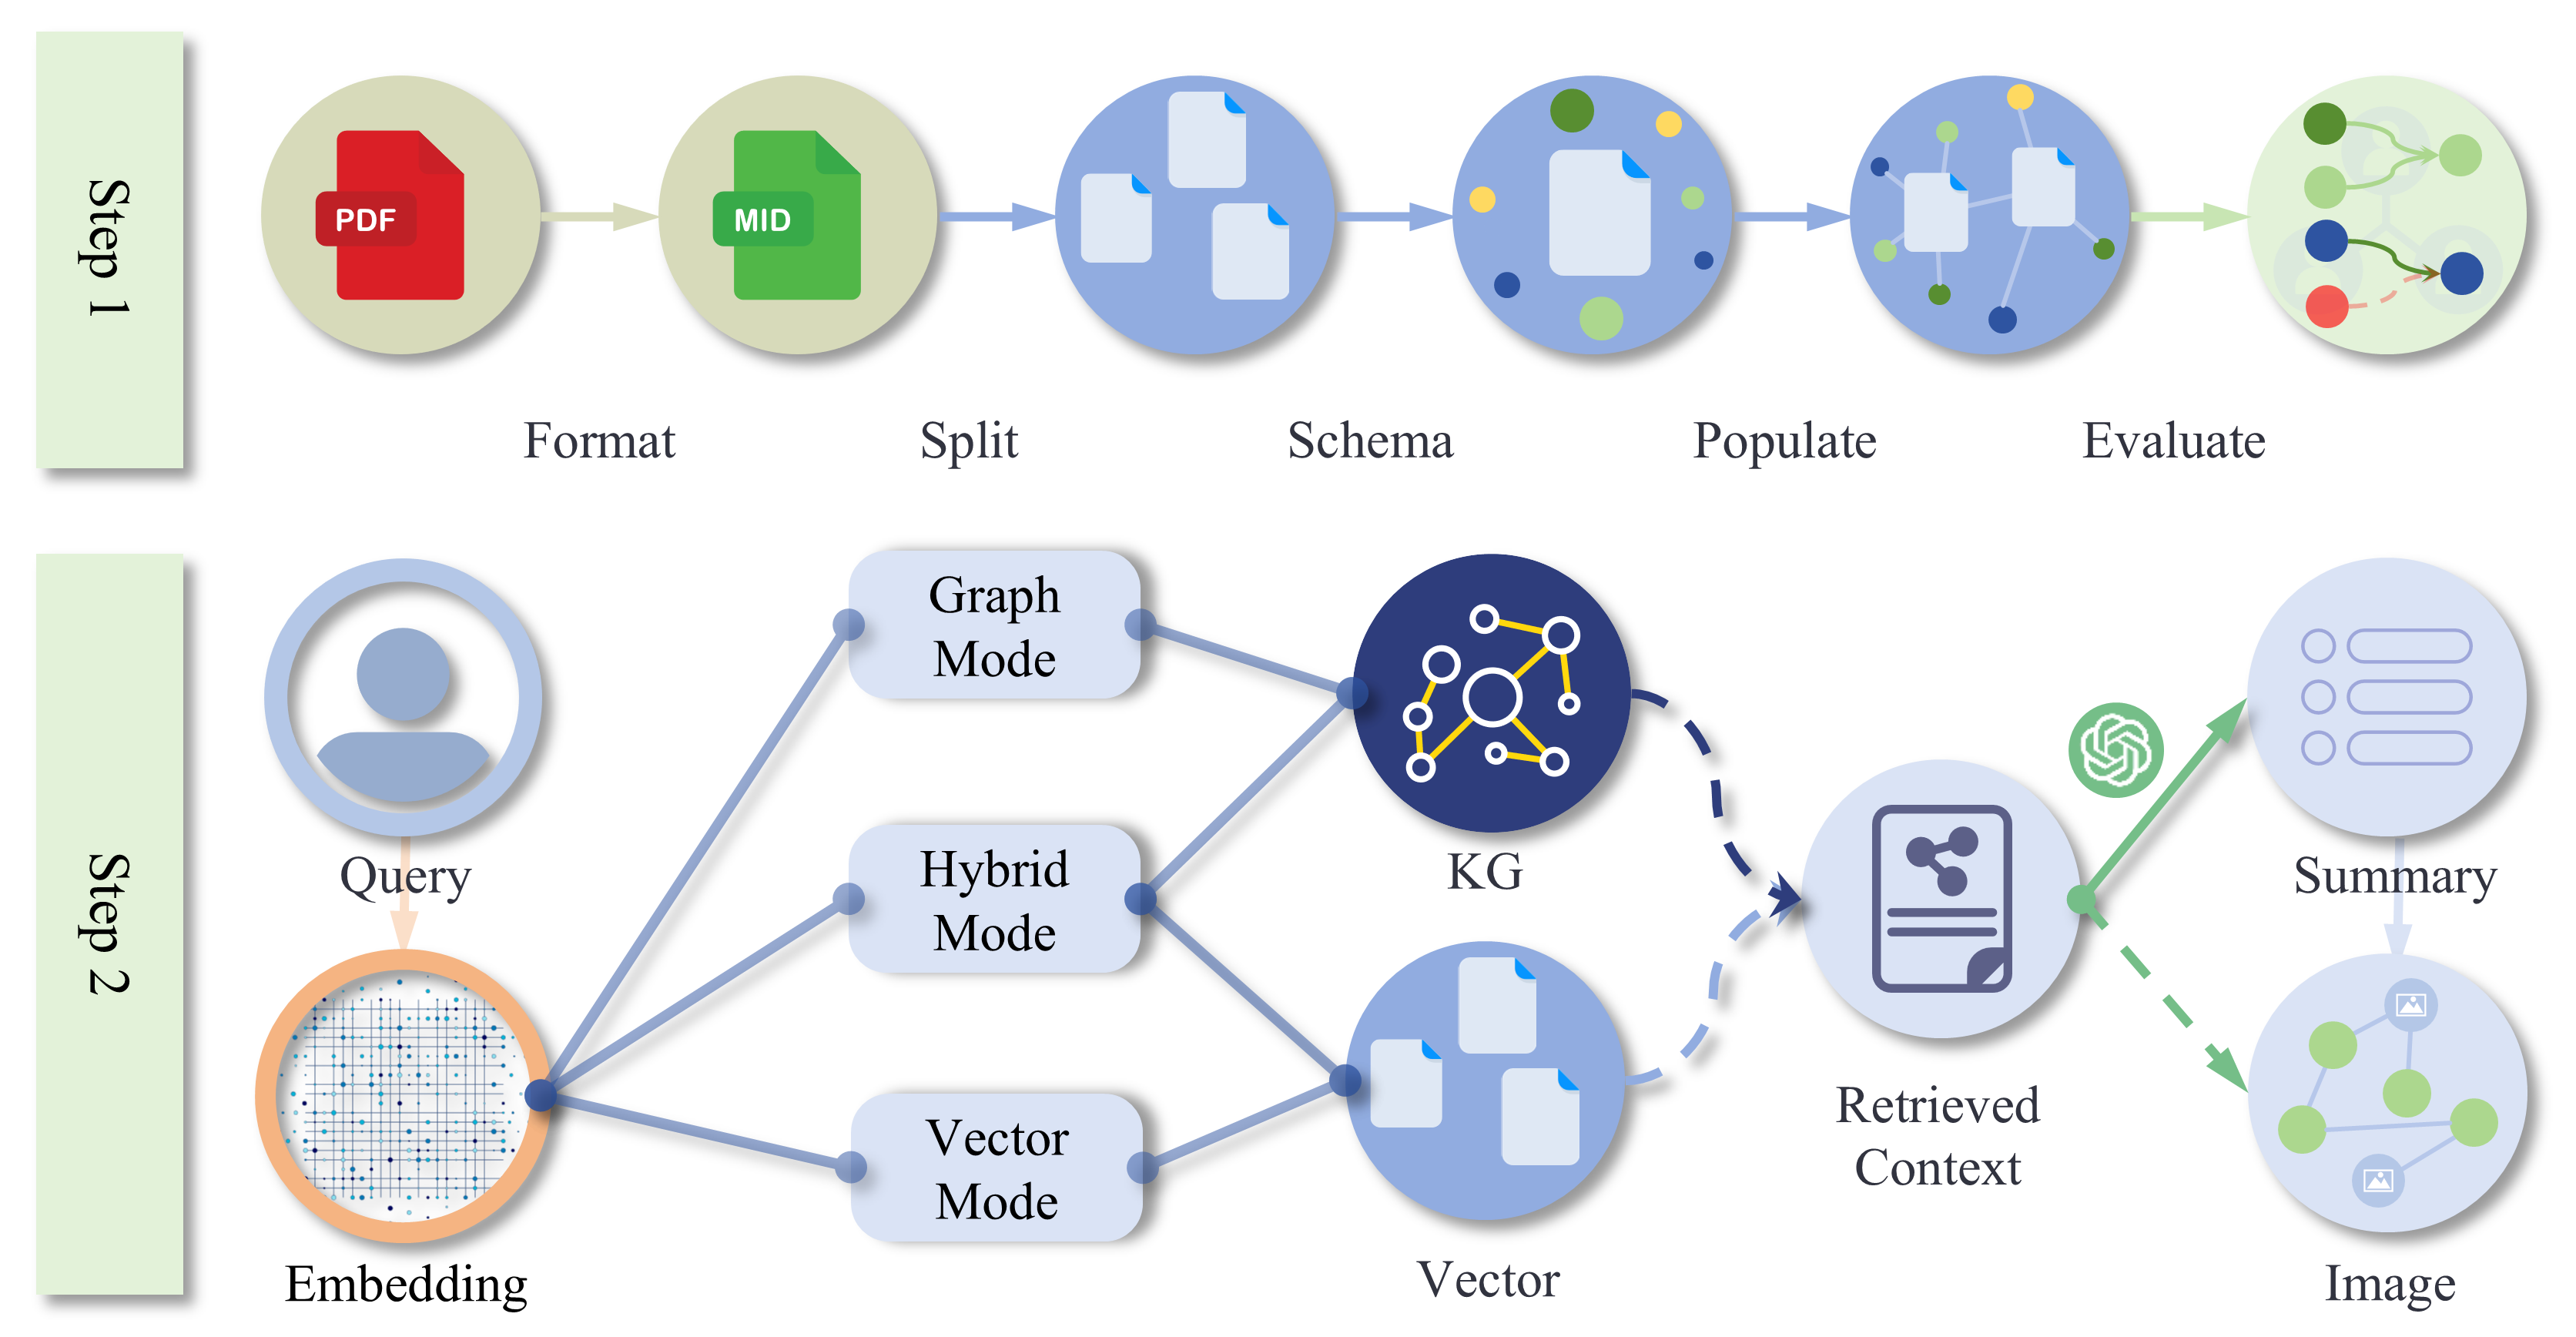 Step 1
PDF
MID
Format
Split
Schema
Populate
Evaluate
Step 2
Query
Embedding
Graph
Mode
Hybrid
Mode
Vector
Mode
KG
Vector
Retrieved
Context
Summary
Image